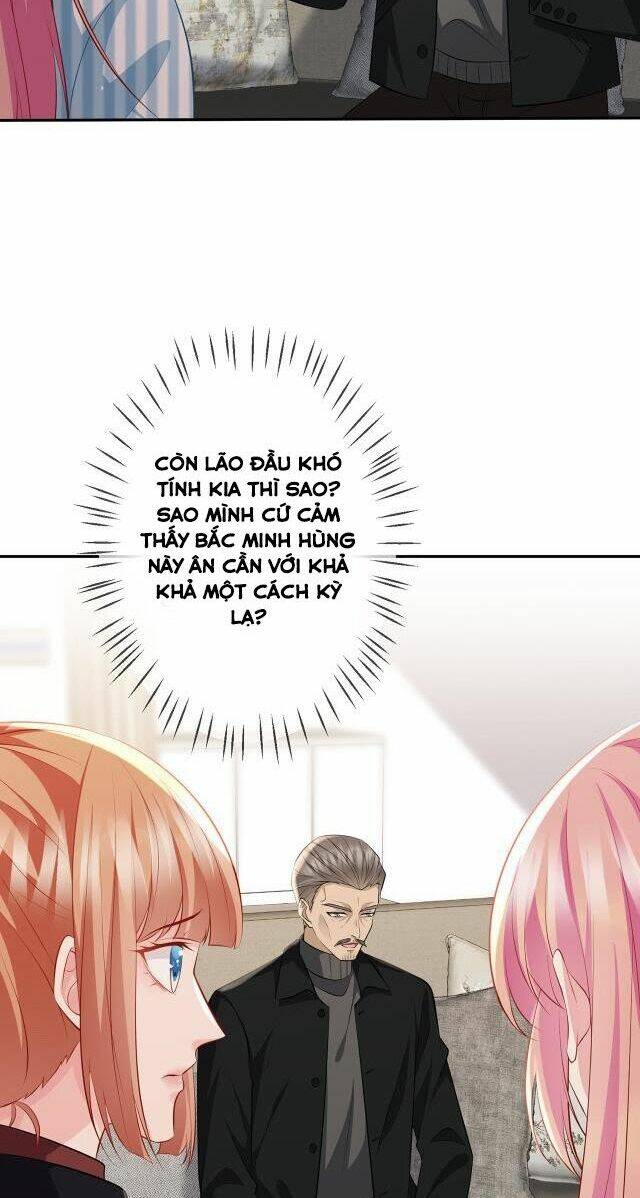 CÒN LÃO ĐẦU KHÓ
TÍNH KIA THÌ SAO?
SAO MÌNH CỨ CẢM
THẤY BẮC MINH HÙNG
NÀY ÂN CẦN VỚI KHẢ
KHẢ MỘT CÁCH KỲ
LẠ?